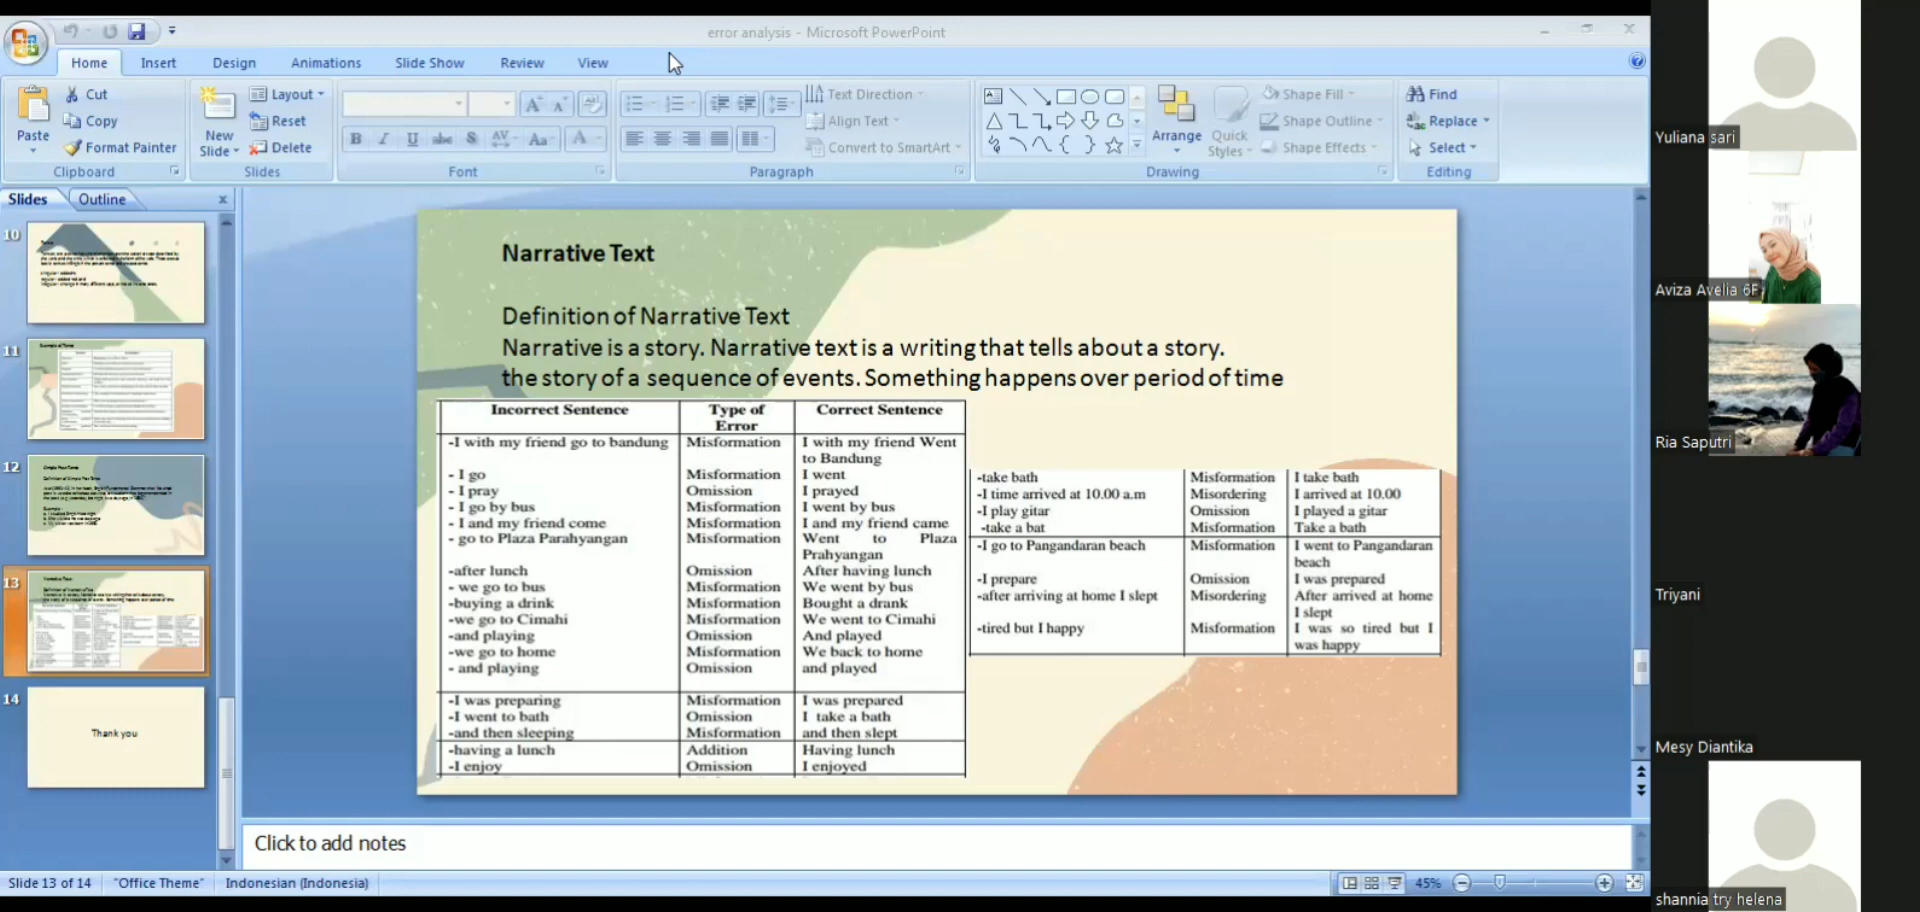 error analysis - Microsoft PowerPoint
Home Insert Design Animations Slide Show Review View
Paste
Cut
Copy
Format Painter
Clipboard
New Slide
Layout
Reset
Delete
Slides
Font
Text Direction
Align Text
Convert to SmartArt
Paragraph
Arrange
Quick Styles
Shape Fill
Shape Outline
Shape Effects
Drawing
Find
Replace
Select
Editing
Slides Outline
10
11
12
13
14
Thank you
Narrative Text
Definition of Narrative Text
Narrative is a story. Narrative text is a writing that tells about a story.
the story of a sequence of events. Something happens over period of time
Incorrect Sentence Type of Error Correct Sentence
-I with my friend go to bandung Misformation I with my friend Went to Bandung
- I go Misformation I went
- I pray Omission I prayed
- I go by bus Misformation I went by bus
- I and my friend come Misformation I and my friend came
- go to Plaza Parahyangan Misformation Went to Plaza Prahyangan
-after lunch Omission After having lunch
- we go to bus Misformation We went by bus
-buying a drink Misformation Bought a drank
-we go to Cimahi Misformation We went to Cimahi
-and playing Omission And played
-we go to home Misformation We back to home
- and playing Omission and played
-I was preparing Misformation I was prepared
-I went to bath Omission I take a bath
-and then sleeping Misformation and then slept
-having a lunch Addition Having lunch
-I enjoy Omission I enjoyed
-take bath Misformation I take bath
-I time arrived at 10.00 a.m Misordering I arrived at 10.00
-I play gitar Omission I played a gitar
-take a bat Misformation Take a bath
-I go to Pangandaran beach Misformation I went to Pangandaran beach
-I prepare Omission I was prepared
-after arriving at home I slept Misordering After arrived at home I slept
-tired but I happy Misformation I was so tired but I was happy
Click to add notes
Slide 13 of 14 "Office Theme" Indonesian (Indonesia) 45%
Yuliana sari
Aviza Avelia 6F
Ria Saputri
Triyani
Mesy Diantika
shannia try helena